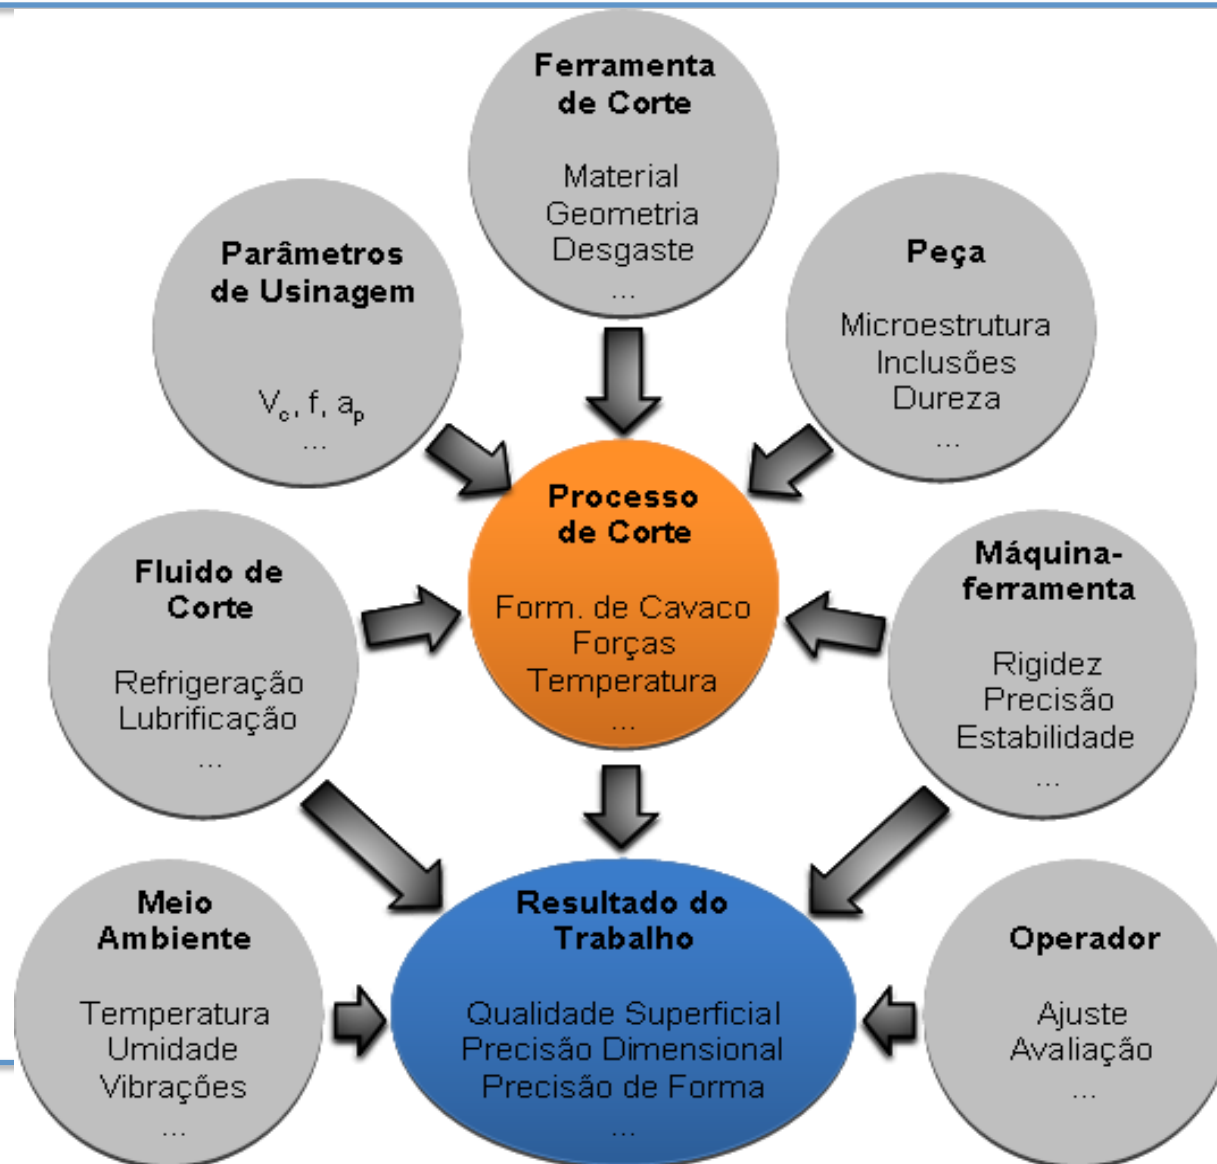 Ferramenta
de Corte
Material
Geometria
Desgaste
...
Parâmetros
de Usinagem
Vc, f, ap
...
Peça
Microestrutura
Inclusões
Dureza
...
Processo
de Corte
Form. de Cavaco
Forças
Temperatura
...
Fluido de
Corte
Refrigeração
Lubrificação
...
Máquina-
ferramenta
Rigidez
Precisão
Estabilidade
...
Meio
Ambiente
Temperatura
Umidade
Vibrações
...
Resultado do
Trabalho
Qualidade Superficial
Precisão Dimensional
Precisão de Forma
...
Operador
Ajuste
Avaliação
...